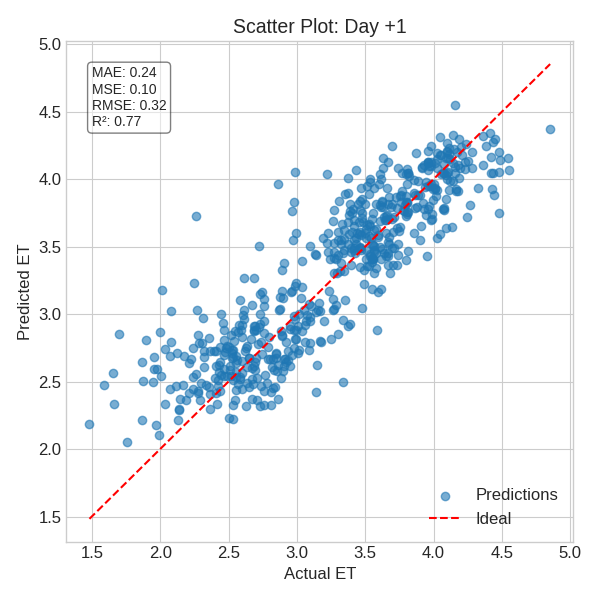 Scatter Plot: Day +1
MAE: 0.24
MSE: 0.10
RMSE: 0.32
R²: 0.77
5.0
4.5
4.0
3.5
3.0
2.5
2.0
1.5
Predicted ET
Predictions
Ideal
1.5 2.0 2.5 3.0 3.5 4.0 4.5 5.0
Actual ET